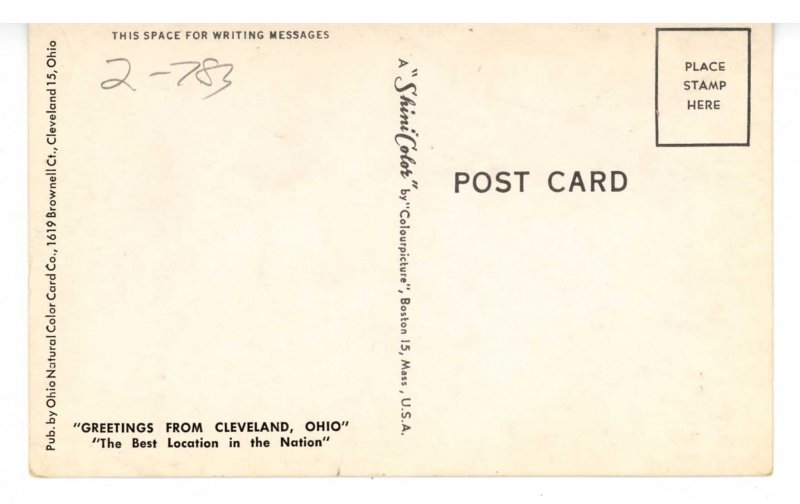 THIS SPACE FOR WRITING MESSAGES
2-783
Pub. by Ohio Natural Color Card Co., 1619 Brownell Ct., Cleveland 15, Ohio
"GREETINGS FROM CLEVELAND, OHIO"
"The Best Location in the Nation"
A "ShiniColor" by "Colourpicture", Boston 15, Mass., U.S.A.
PLACE
STAMP
HERE
POST CARD